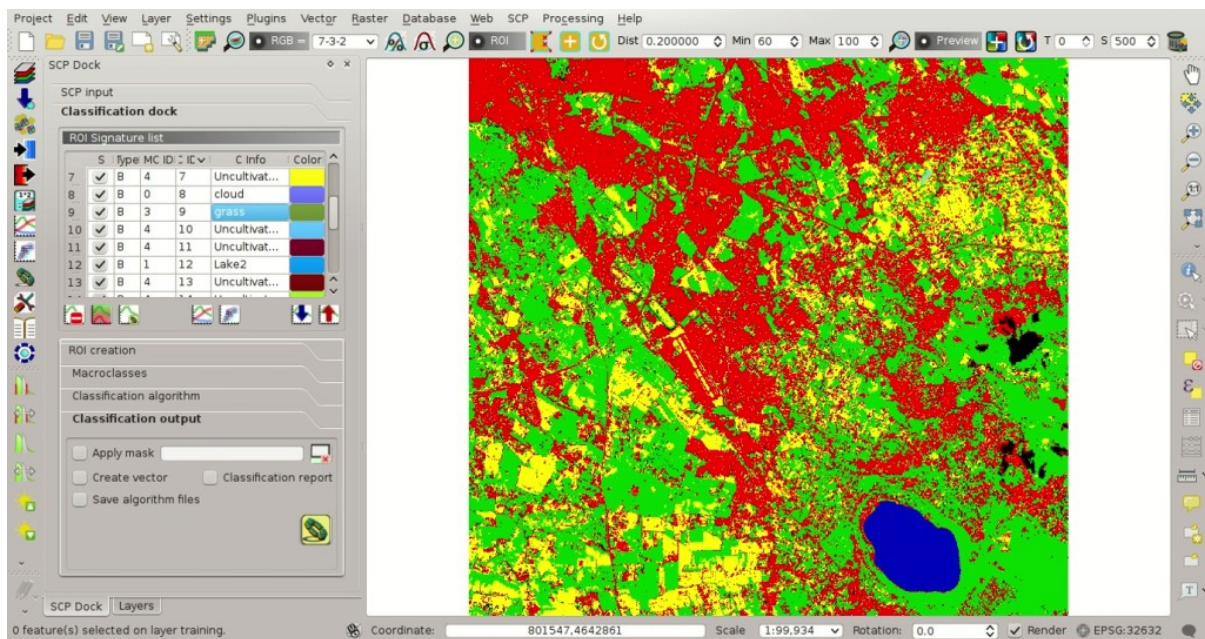 Project Edit View Layer Settings Plugins Vector Raster Database Web SCP Processing Help
RGB = 7-3-2 ROI Dist 0.200000 Min 60 Max 100 Preview T 0 S 500
SCP Dock
SCP input
Classification dock
ROI Signature list
S Type MC ID C ID C Info Color
7 B 4 7 Uncultivat...
8 B 0 8 cloud
9 B 3 9 grass
10 B 4 10 Uncultivat...
11 B 4 11 Uncultivat...
12 B 1 12 Lake2
13 B 4 13 Uncultivat...
ROI creation
Macroclasses
Classification algorithm
Classification output
Apply mask
Create vector Classification report
Save algorithm files
SCP Dock Layers
0 feature(s) selected on layer training. Coordinate: 801547,4642861 Scale 1:99,934 Rotation: 0.0 Render EPSG:32632